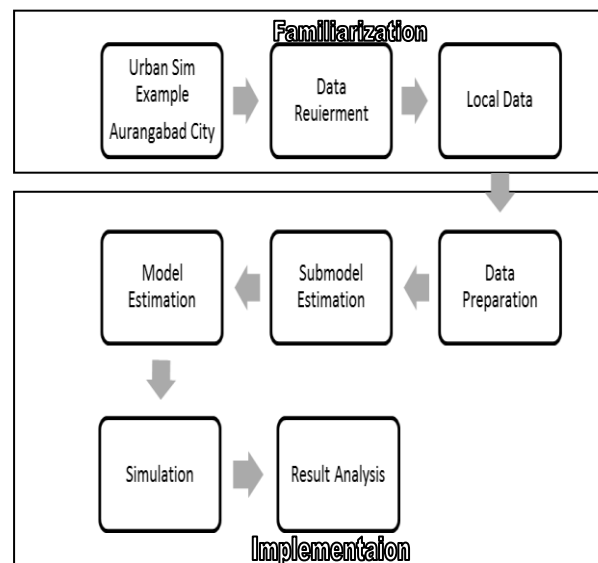 Familiarization
Urban Sim
Example
Aurangabad City
Data
Reuierment
Local Data
Data
Preparation
Submodel
Estimation
Model
Estimation
Simulation
Result Analysis
Implementaion